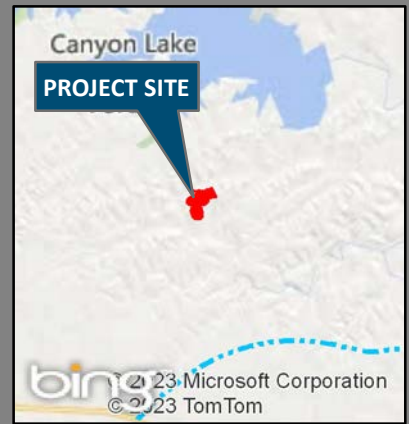 Canyon Lake
PROJECT SITE
bing
© 2023 Microsoft Corporation
© 2023 TomTom